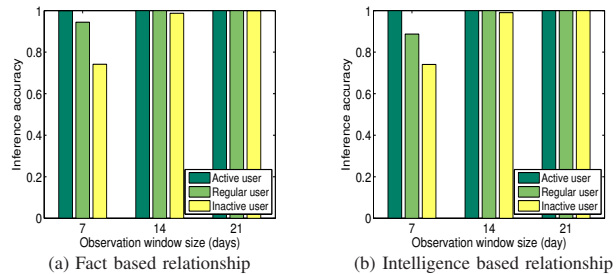 1
0.8
0.6
0.4
0.2
0
Inference accuracy
Active user
Regular user
Inactive user
7 14 21
Observation window size (days)
(a) Fact based relationship
1
0.8
0.6
0.4
0.2
0
Inference accuracy
Active user
Regular user
Inactive user
7 14 21
Observation window size (day)
(b) Intelligence based relationship